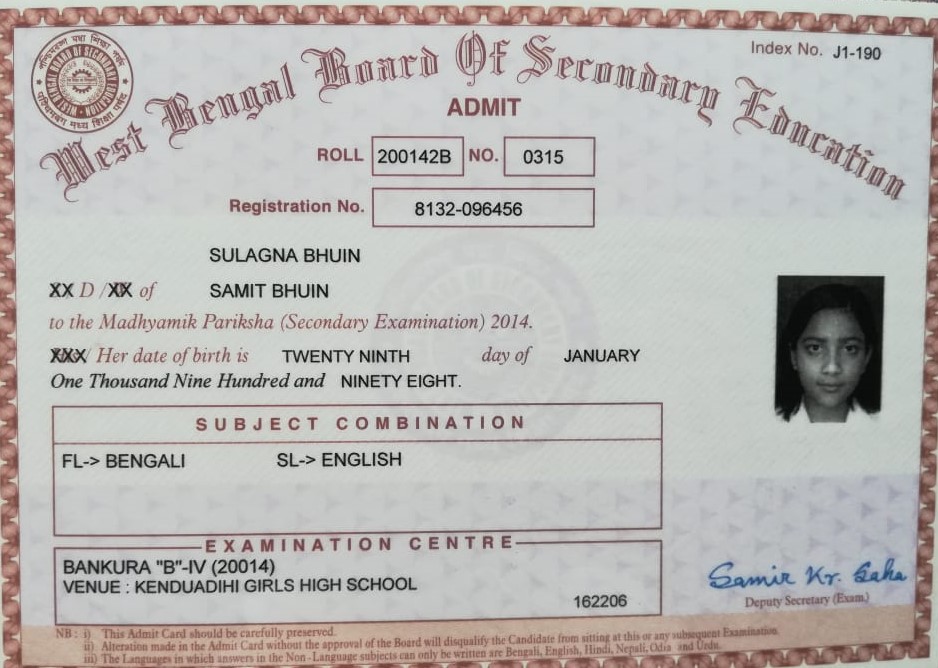 Index No. J1-190
West Bengal Board Of Secondary Education
ADMIT
ROLL 200142B NO. 0315
Registration No. 8132-096456
SULAGNA BHUIN
XX D / XX of SAMIT BHUIN
to the Madhyamik Pariksha (Secondary Examination) 2014.
XXX/ Her date of birth is TWENTY NINTH day of JANUARY
One Thousand Nine Hundred and NINETY EIGHT.
SUBJECT COMBINATION
FL-> BENGALI SL-> ENGLISH
EXAMINATION CENTRE
BANKURA "B"-IV (20014)
VENUE : KENDUADIHI GIRLS HIGH SCHOOL
162206
Samir Kr. Saha
Deputy Secretary (Exam.)
NB : i) This Admit Card should be carefully preserved.
ii) Alteration made in the Admit Card without the approval of the Board will disqualify the Candidate from sitting at this or any subsequent Examination.
iii) The Languages in which answers in the Non - Language subjects can only be written are Bengali, English, Hindi, Nepali, Odia and Urdu.